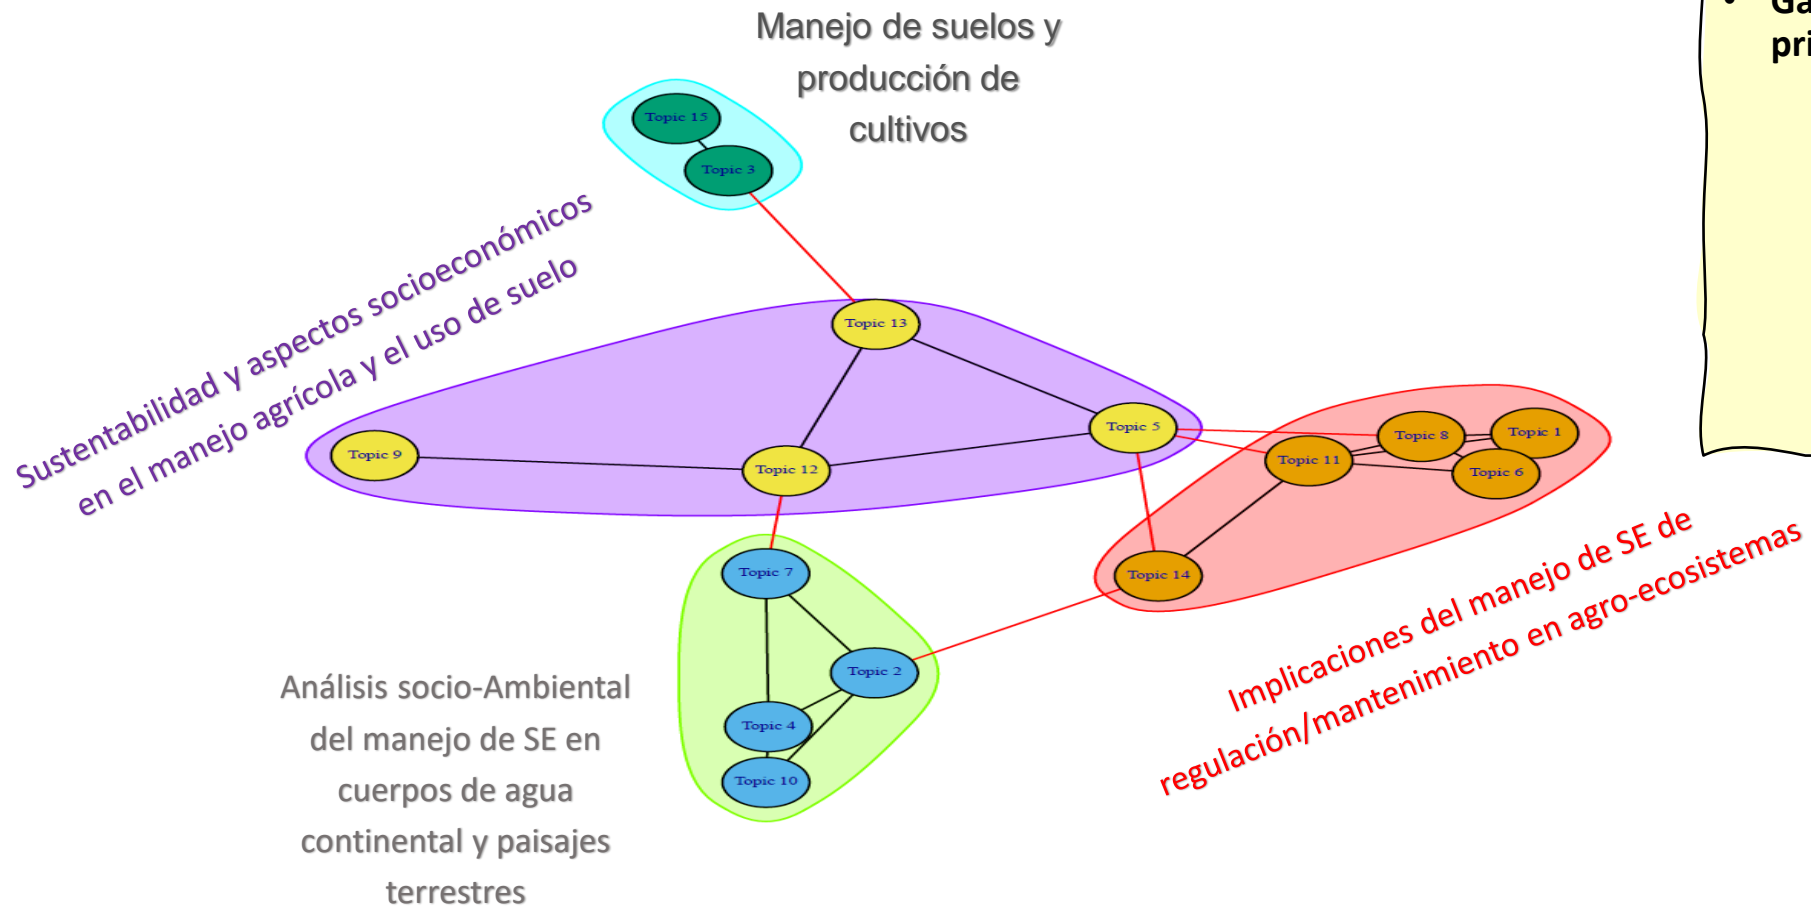 Manejo de suelos y
producción de
cultivos
Topic 15
Topic 3
Sustentabilidad y aspectos socioeconómicos
en el manejo agrícola y el uso de suelo
Topic 13
Topic 5
Topic 9
Topic 12
Topic 8
Topic 1
Topic 11
Topic 6
Topic 14
Implicaciones del manejo de SE de
regulación/mantenimiento en agro-ecosistemas
Topic 7
Topic 2
Topic 4
Topic 10
Análisis socio-Ambiental
del manejo de SE en
cuerpos de agua
continental y paisajes
terrestres